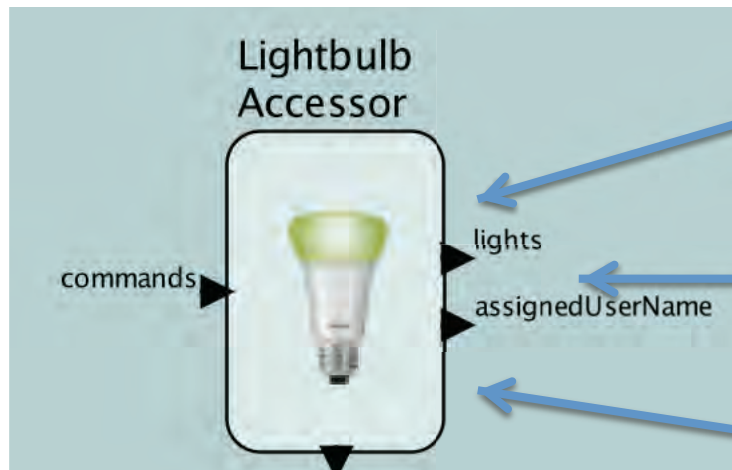 Lightbulb
Accessor
lights
commands
assignedUserName